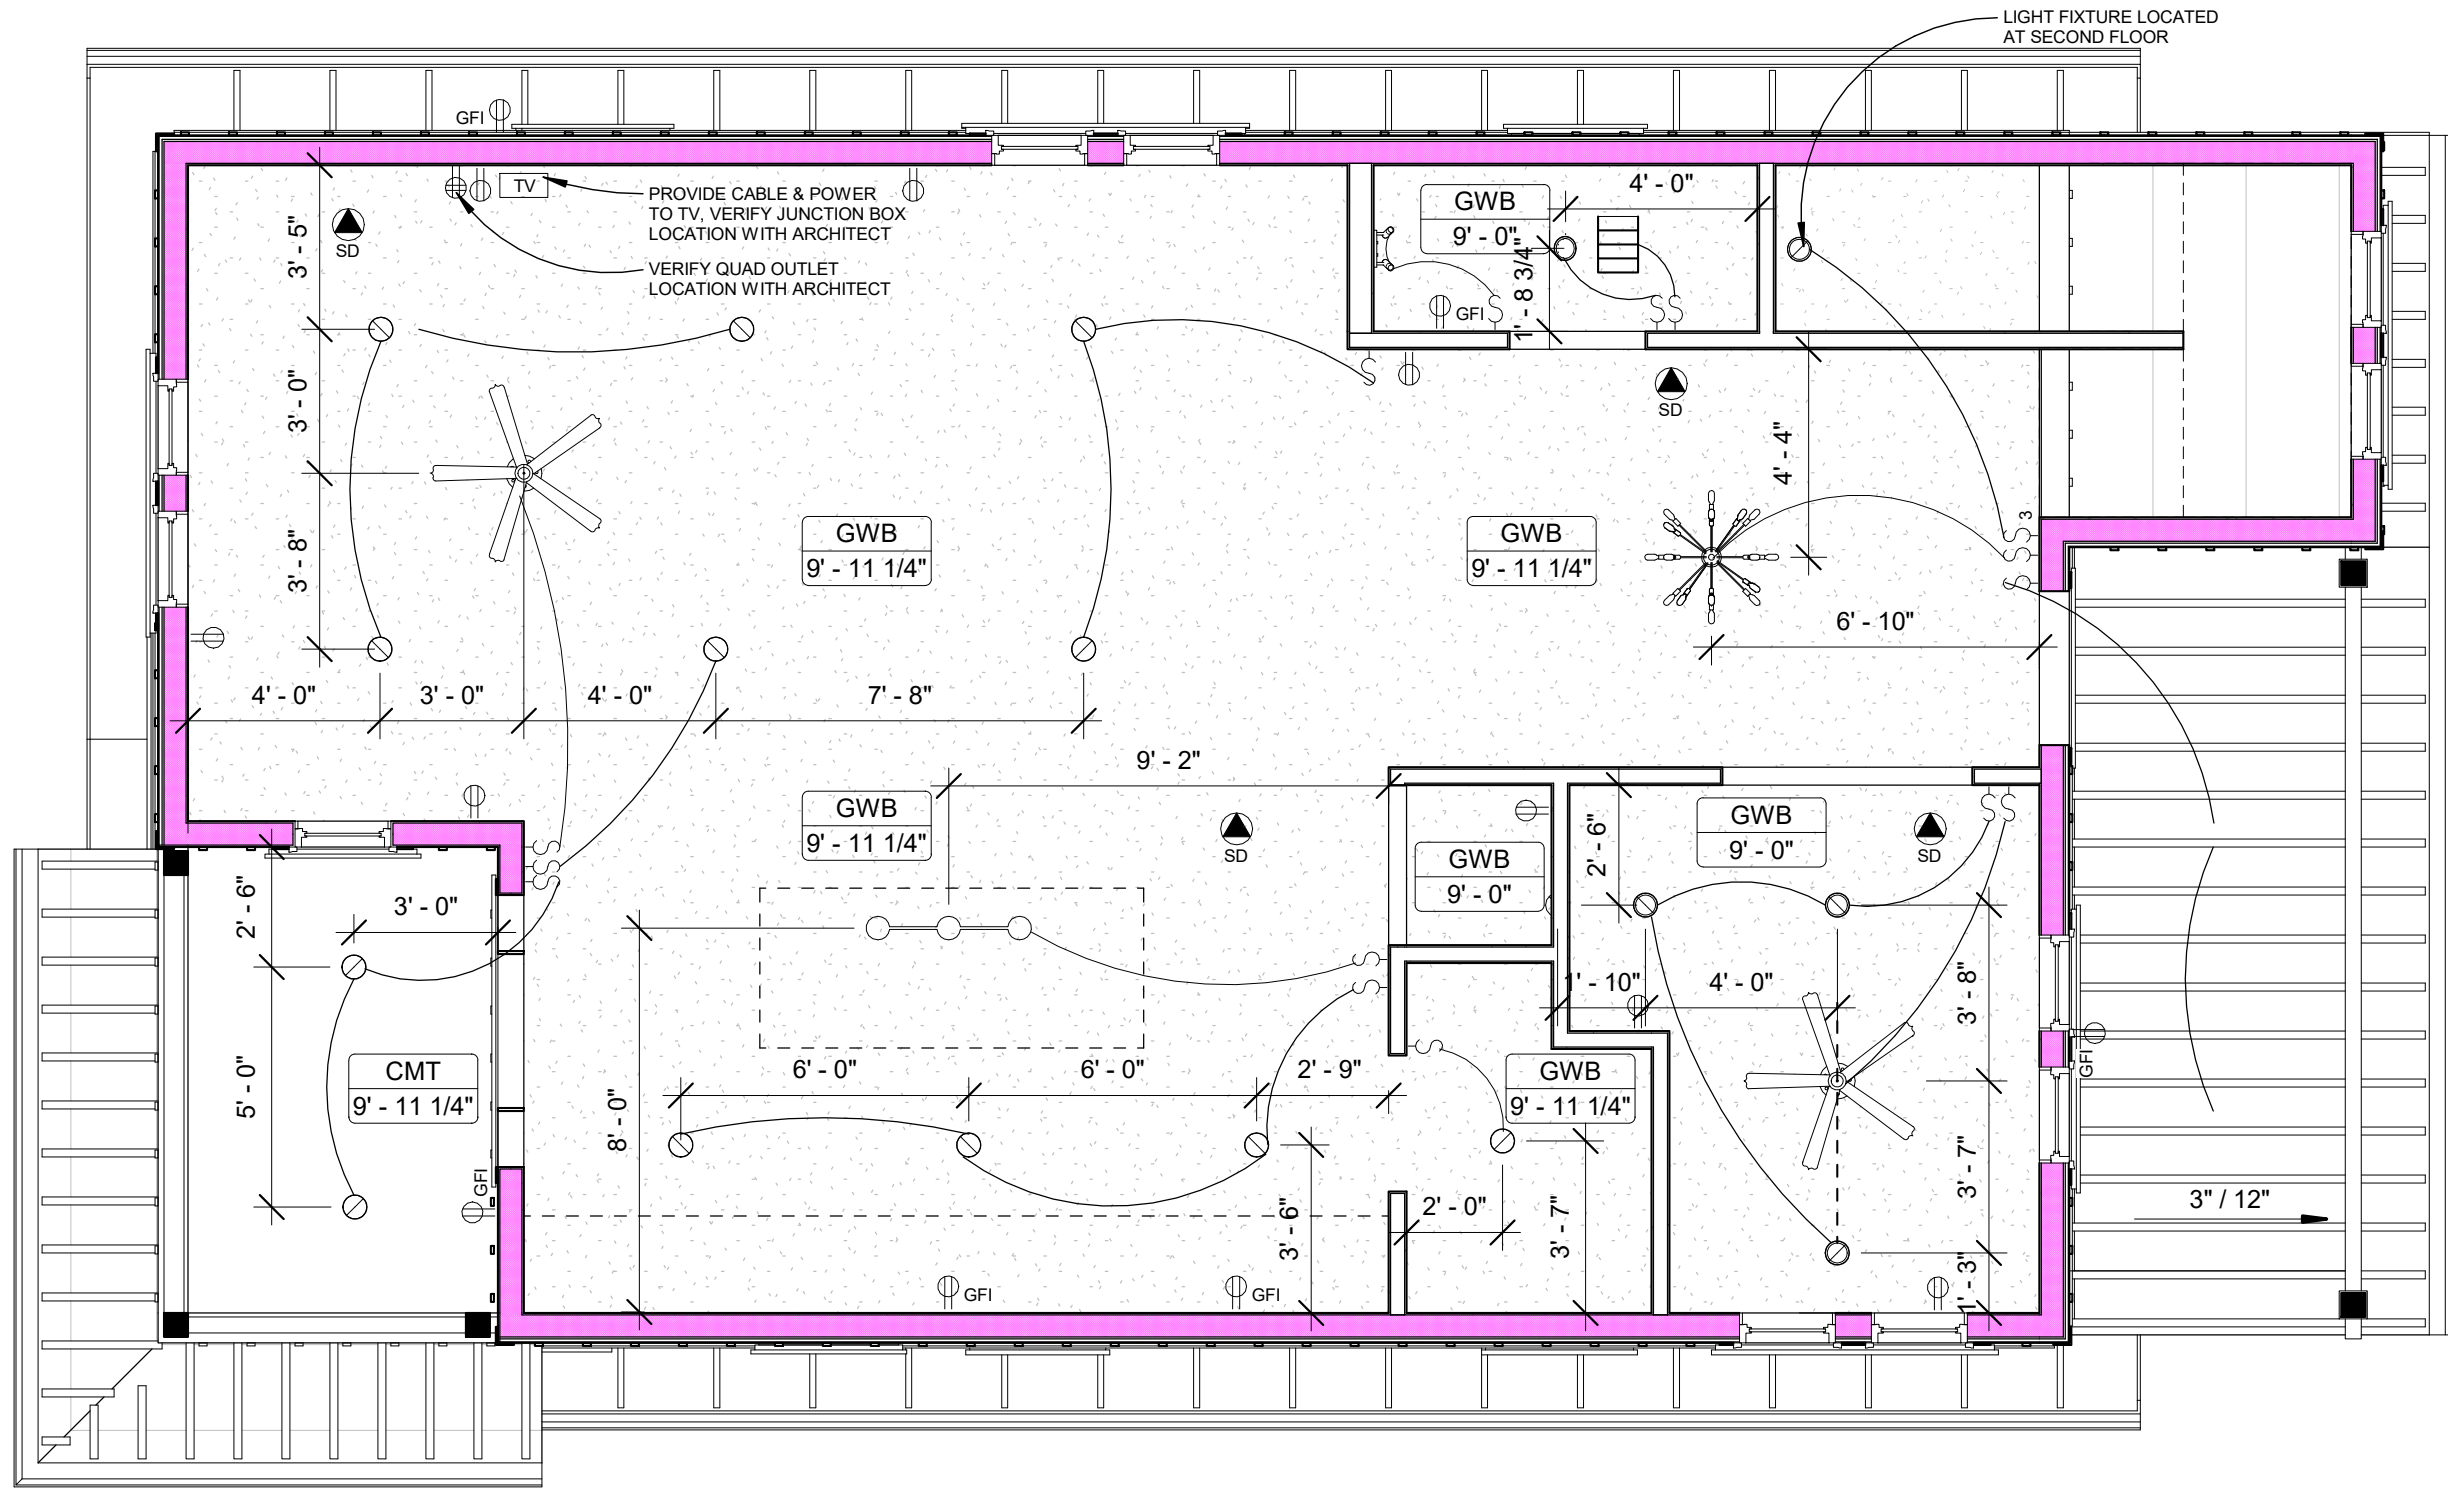 LIGHT FIXTURE LOCATED
AT SECOND FLOOR
GFI
TV
PROVIDE CABLE & POWER
TO TV, VERIFY JUNCTION BOX
LOCATION WITH ARCHITECT
VERIFY QUAD OUTLET
LOCATION WITH ARCHITECT
SD
3' - 5"
3' - 0"
3' - 8"
GWB
9' - 0"
4' - 0"
1' - 8 3/4"
GFI
SD
4' - 4"
3
GWB
9' - 11 1/4"
GWB
9' - 11 1/4"
6' - 10"
4' - 0"
3' - 0"
4' - 0"
7' - 8"
9' - 2"
GWB
9' - 11 1/4"
SD
GWB
9' - 0"
2' - 6"
GWB
9' - 0"
SD
2' - 6"
3' - 0"
5' - 0"
CMT
9' - 11 1/4"
GFI
8' - 0"
6' - 0"
6' - 0"
2' - 9"
1' - 10"
4' - 0"
3' - 8"
GWB
9' - 11 1/4"
GFI
3' - 6"
2' - 0"
3' - 7"
3' - 7"
1' - 3"
3" / 12"
GFI
GFI